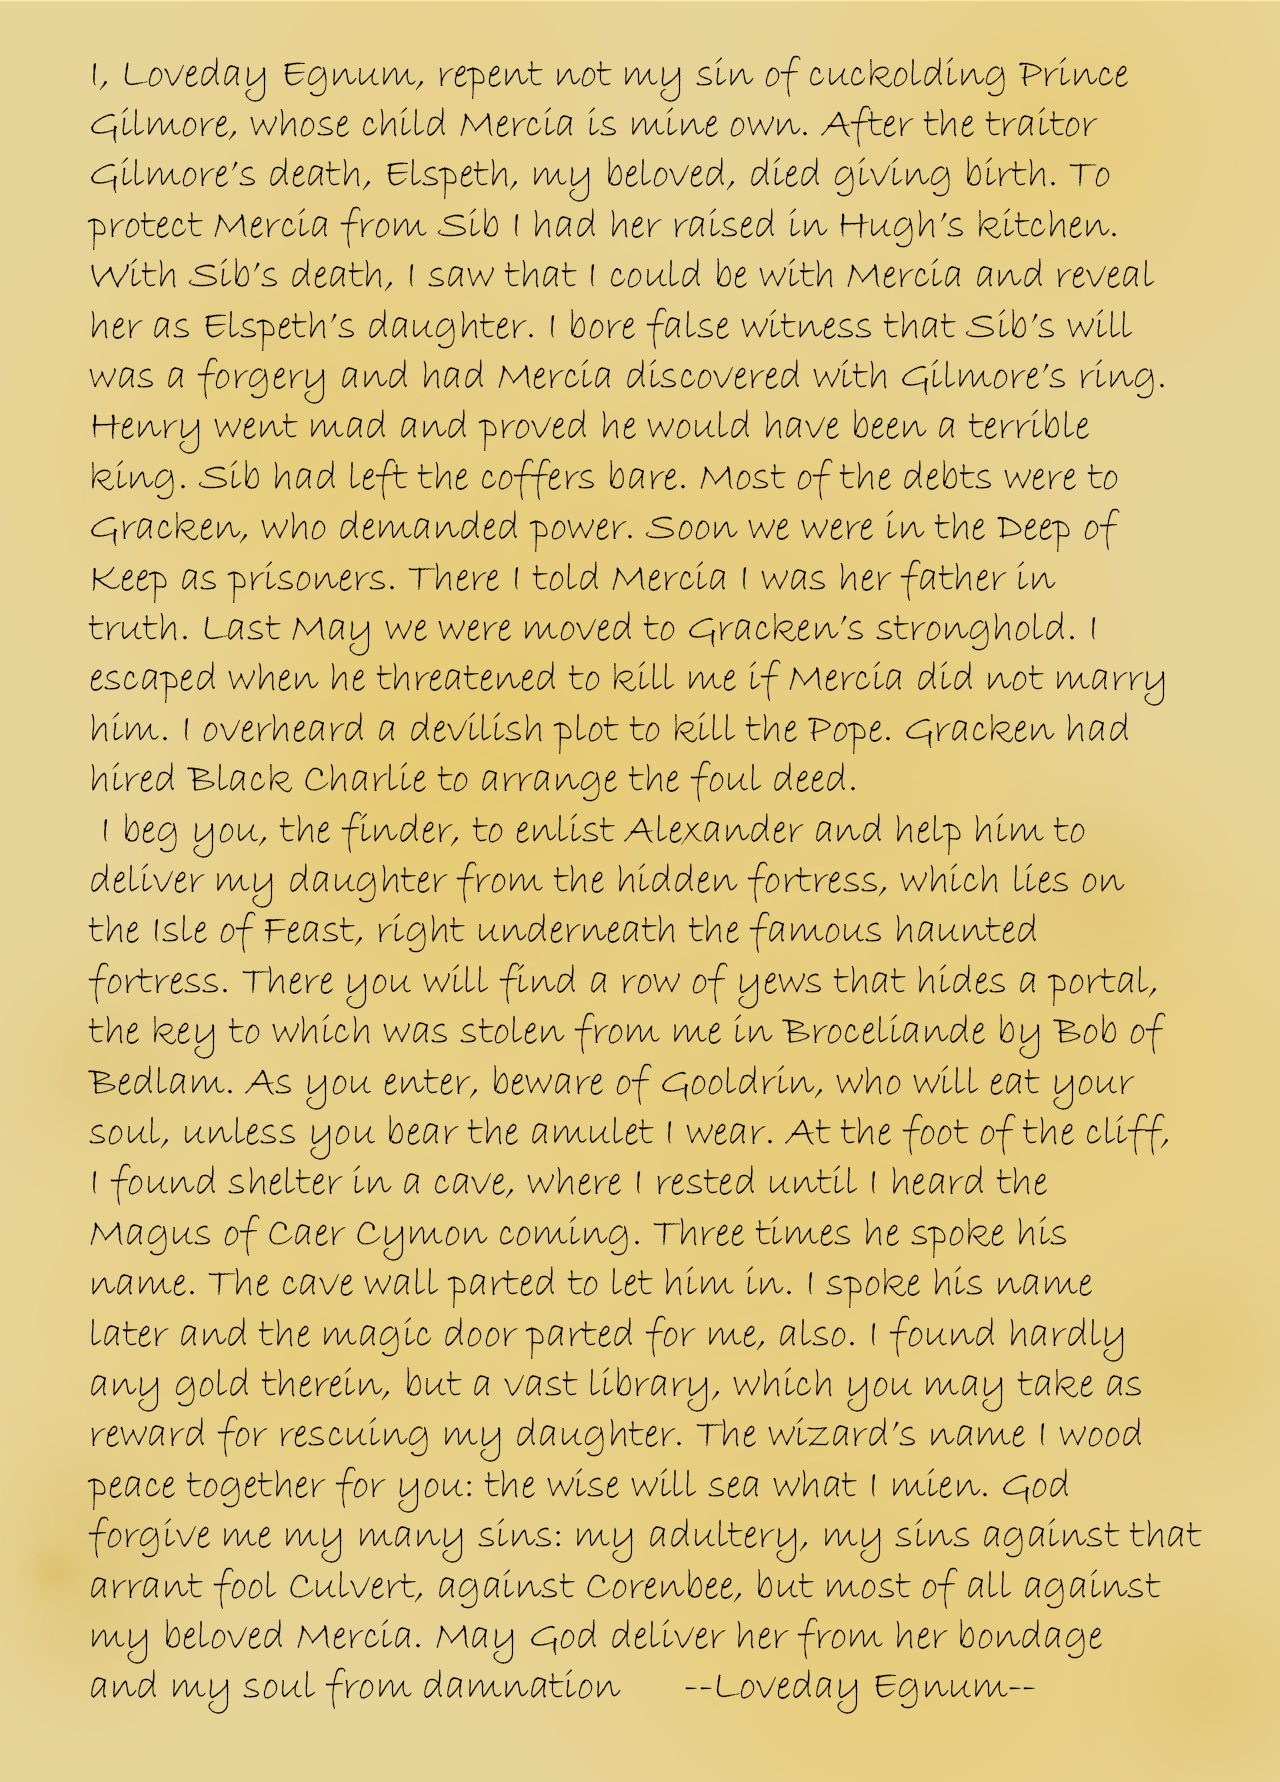 I, Loveday Egnum, repent not my sin of cuckolding Prince
Gilmore, whose child Mercia is mine own. After the traitor
Gilmore's death, Elspeth, my beloved, died giving birth. To
protect Mercia from Sib I had her raised in Hugh's kitchen.
With Sib's death, I saw that I could be with Mercia and reveal
her as Elspeth's daughter. I bore false witness that Sib's will
was a forgery and had Mercia discovered with Gilmore's ring.
Henry went mad and proved he would have been a terrible
king. Sib had left the coffers bare. Most of the debts were to
Gracken, who demanded power. Soon we were in the Deep of
Keep as prisoners. There I told Mercia I was her father in
truth. Last May we were moved to Gracken's stronghold. I
escaped when he threatened to kill me if Mercia did not marry
him. I overheard a devilish plot to kill the Pope. Gracken had
hired Black Charlie to arrange the foul deed.
I beg you, the finder, to enlist Alexander and help him to
deliver my daughter from the hidden fortress, which lies on
the Isle of Feast, right underneath the famous haunted
fortress. There you will find a row of yews that hides a portal,
the key to which was stolen from me in Broceliande by Bob of
Bedlam. As you enter, beware of Gooldrin, who will eat your
soul, unless you bear the amulet I wear. At the foot of the cliff,
I found shelter in a cave, where I rested until I heard the
Magus of Caer Cymon coming. Three times he spoke his
name. The cave wall parted to let him in. I spoke his name
later and the magic door parted for me, also. I found hardly
any gold therein, but a vast library, which you may take as
reward for rescuing my daughter. The wizard's name I wood
peace together for you: the wise will sea what I mien. God
forgive me my many sins: my adultery, my sins against that
arrant fool Culvert, against Corenbee, but most of all against
my beloved Mercia. May God deliver her from her bondage
and my soul from damnation --Loveday Egnum--